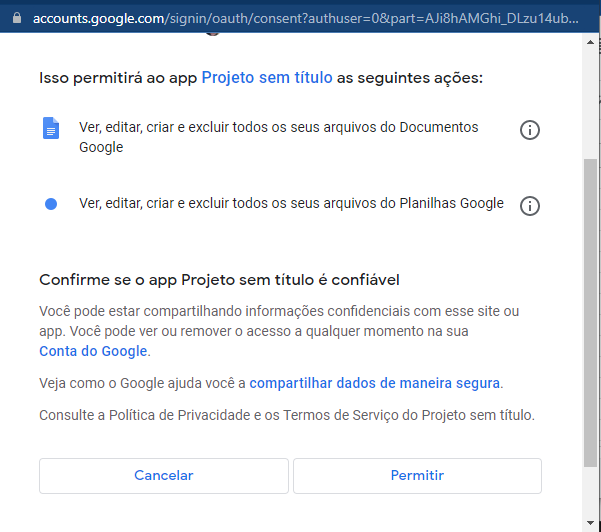 accounts.google.com/signin/oauth/consent?authuser=0&part=AJi8hAMGhi_DLzu14ub...
Isso permitirá ao app Projeto sem título as seguintes ações:
Ver, editar, criar e excluir todos os seus arquivos do Documentos
Google
Ver, editar, criar e excluir todos os seus arquivos do Planilhas Google
Confirme se o app Projeto sem título é confiável
Você pode estar compartilhando informações confidenciais com esse site ou
app. Você pode ver ou remover o acesso a qualquer momento na sua
Conta do Google.
Veja como o Google ajuda você a compartilhar dados de maneira segura.
Consulte a Política de Privacidade e os Termos de Serviço do Projeto sem título.
Cancelar
Permitir